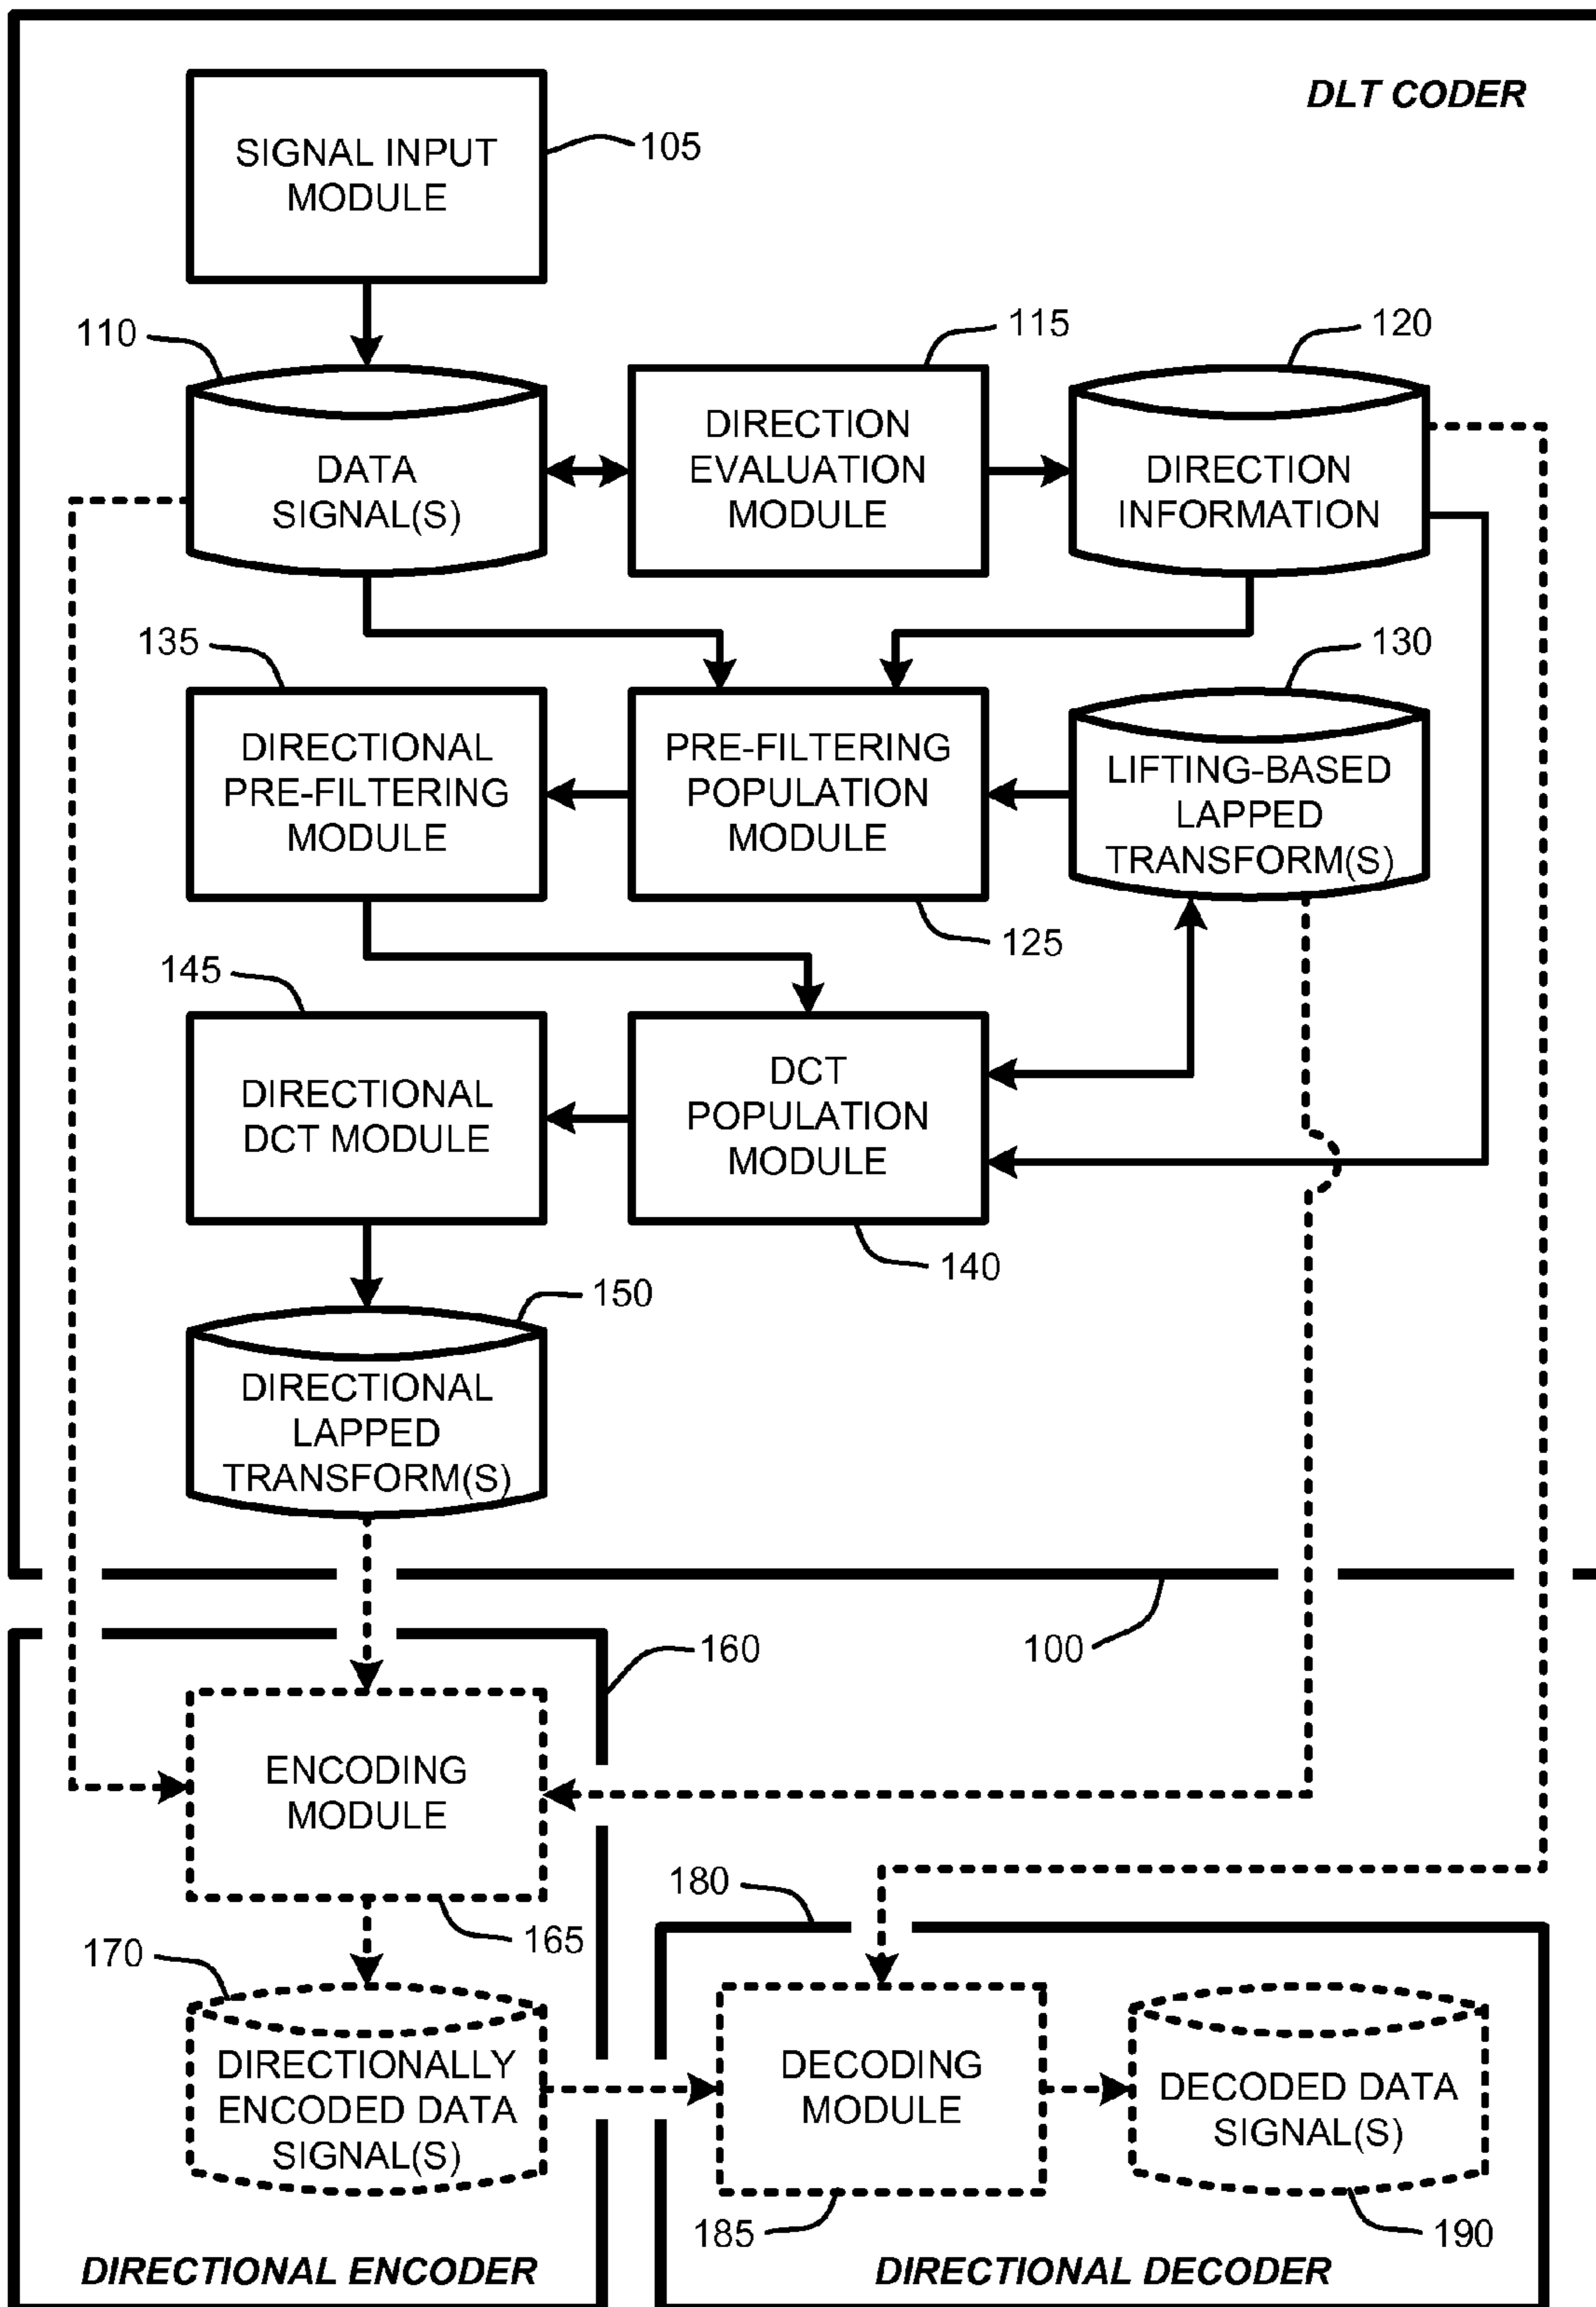 DLT CODER
SIGNAL INPUT
MODULE
105
110
115
120
DATA
SIGNAL(S)
DIRECTION
EVALUATION
MODULE
DIRECTION
INFORMATION
135
130
DIRECTIONAL
PRE-FILTERING
MODULE
PRE-FILTERING
POPULATION
MODULE
LIFTING-BASED
LAPPED
TRANSFORM(S)
125
145
DIRECTIONAL
DCT MODULE
DCT
POPULATION
MODULE
140
150
DIRECTIONAL
LAPPED
TRANSFORM(S)
160
100
ENCODING
MODULE
180
165
170
DIRECTIONALLY
ENCODED DATA
SIGNAL(S)
DECODING
MODULE
DECODED DATA
SIGNAL(S)
185
190
DIRECTIONAL ENCODER
DIRECTIONAL DECODER